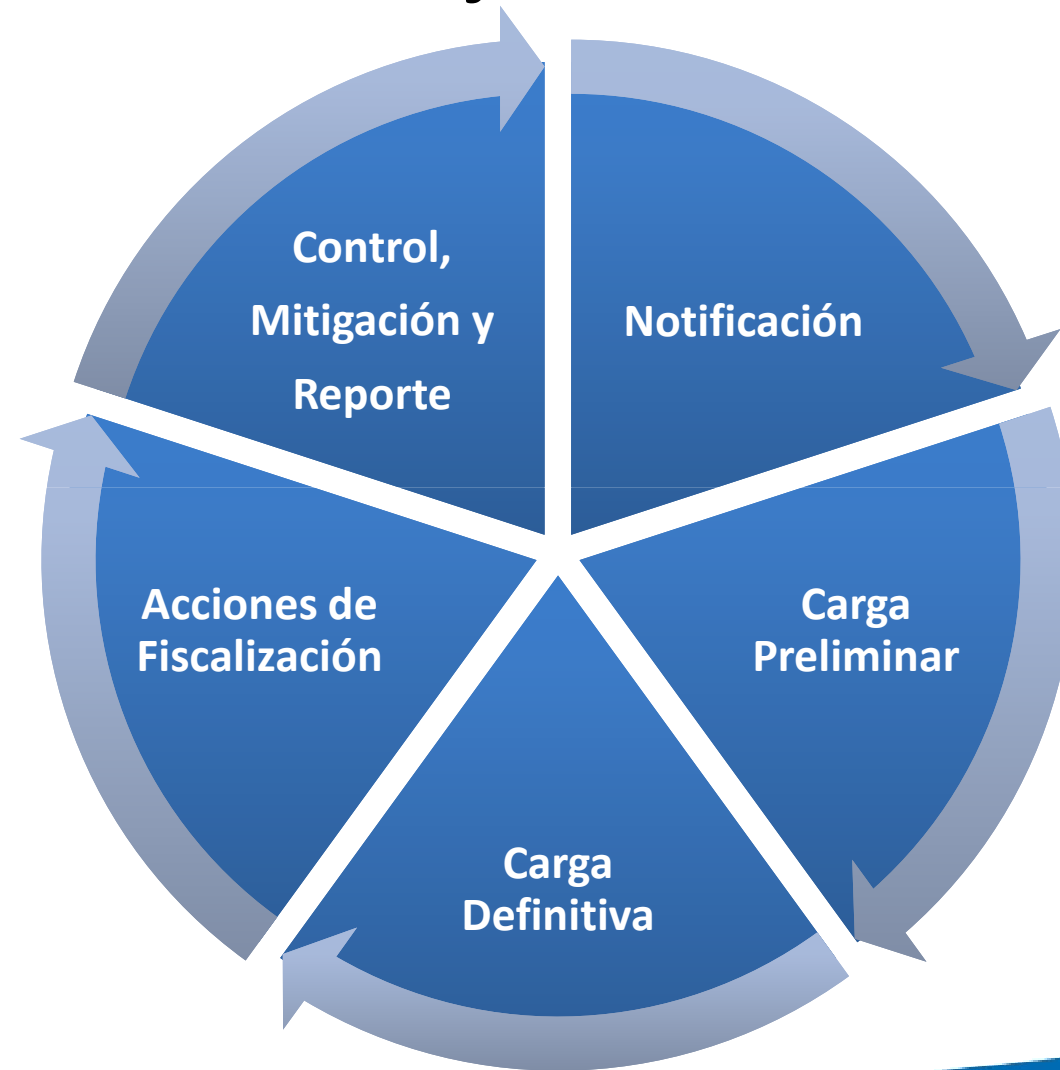 Notificación
Carga
Preliminar
Carga
Definitiva
Acciones de
Fiscalización
Control,
Mitigación y
Reporte